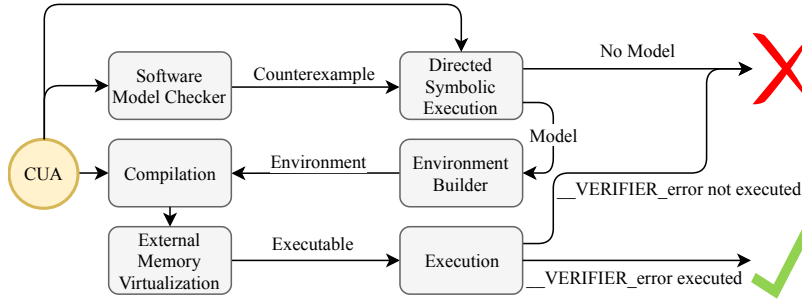 Software
Model Checker
Counterexample
Directed
Symbolic
Execution
No Model
Model
CUA
Compilation
Environment
Environment
Builder
__VERIFIER_error not executed
External
Memory
Virtualization
Executable
Execution
__VERIFIER_error executed